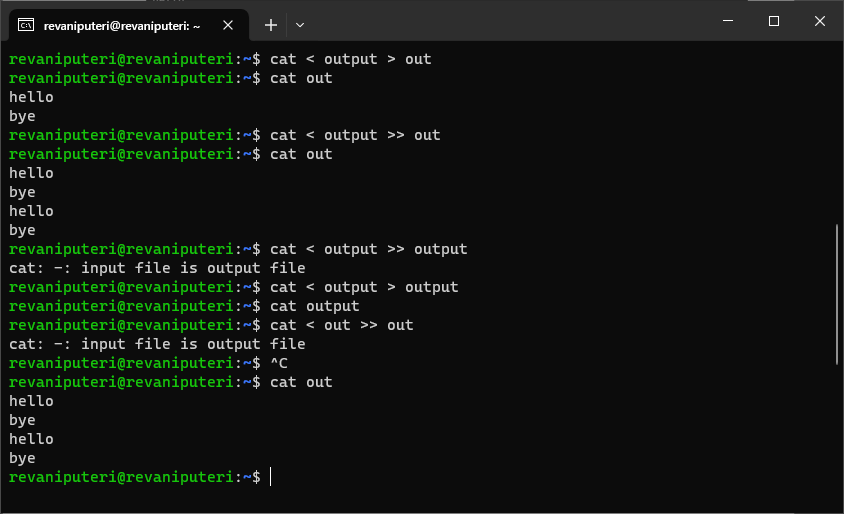 revaniputeri@revaniputeri: ~
revaniputeri@revaniputeri:~$ cat < output > out
revaniputeri@revaniputeri:~$ cat out
hello
bye
revaniputeri@revaniputeri:~$ cat < output >> out
revaniputeri@revaniputeri:~$ cat out
hello
bye
hello
bye
revaniputeri@revaniputeri:~$ cat < output >> output
cat: -: input file is output file
revaniputeri@revaniputeri:~$ cat < output > output
revaniputeri@revaniputeri:~$ cat output
revaniputeri@revaniputeri:~$ cat < out >> out
cat: -: input file is output file
revaniputeri@revaniputeri:~$ ^C
revaniputeri@revaniputeri:~$ cat out
hello
bye
hello
bye
revaniputeri@revaniputeri:~$